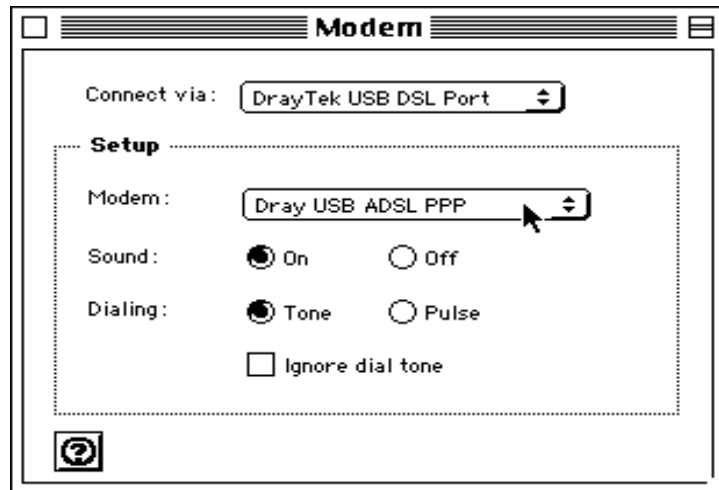 Modem
Connect via: DrayTek USB DSL Port
Setup
Modem: Dray USB ADSL PPP
Sound: On Off
Dialing: Tone Pulse
Ignore dial tone
?